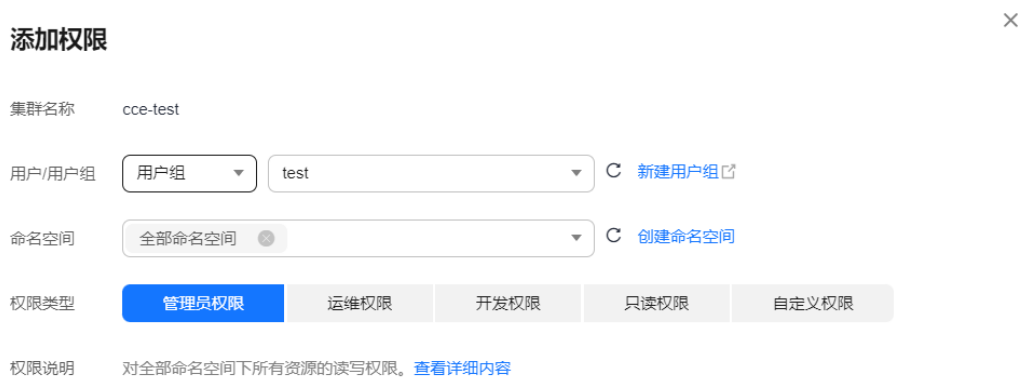 添加权限
集群名称 cce-test
用户/用户组 用户组 test 新建用户组
命名空间 全部命名空间 创建命名空间
权限类型 管理员权限 运维权限 开发权限 只读权限 自定义权限
权限说明 对全部命名空间下所有资源的读写权限。查看详细内容